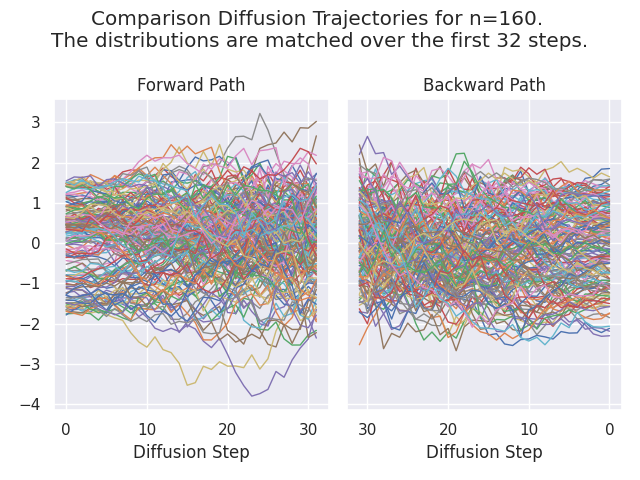 Comparison Diffusion Trajectories for n=160.
The distributions are matched over the first 32 steps.
Forward Path
Backward Path
3
2
1
0
−1
−2
−3
−4
0 10 20 30
30 20 10 0
Diffusion Step
Diffusion Step